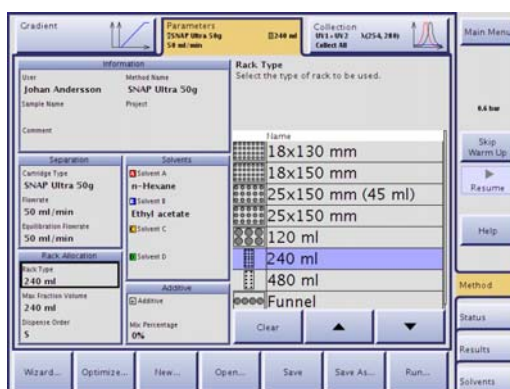 Gradient
Parameters
SNAP Ultra 50g
240 ml
50 ml/min
Collection
UV1+UV2
λ(254, 280)
Collect All
Main Menu
Information
User
Method Name
Johan Andersson
SNAP Ultra 50g
Sample Name
Project
Comment
Rack Type
Select the type of rack to be used.
0.6 bar
Skip
Warm Up
Resume
Help
Separation
Cartridge Type
SNAP Ultra 50g
Flowrate
50 ml/min
Equilibration Flowrate
50 ml/min
Solvents
A Solvent A
n-Hexane
B Solvent B
Ethyl acetate
C Solvent C
D Solvent D
Name
18x130 mm
18x150 mm
25x150 mm (45 ml)
25x150 mm
120 ml
240 ml
480 ml
Funnel
Rack Allocation
Rack Type
240 ml
Max Fraction Volume
240 ml
Dispense Order
S
Additive
Additive
Mix Percentage
0%
Clear
Method
Status
Results
Solvents
Wizard...
Optimize...
New...
Open...
Save
Save As...
Run...